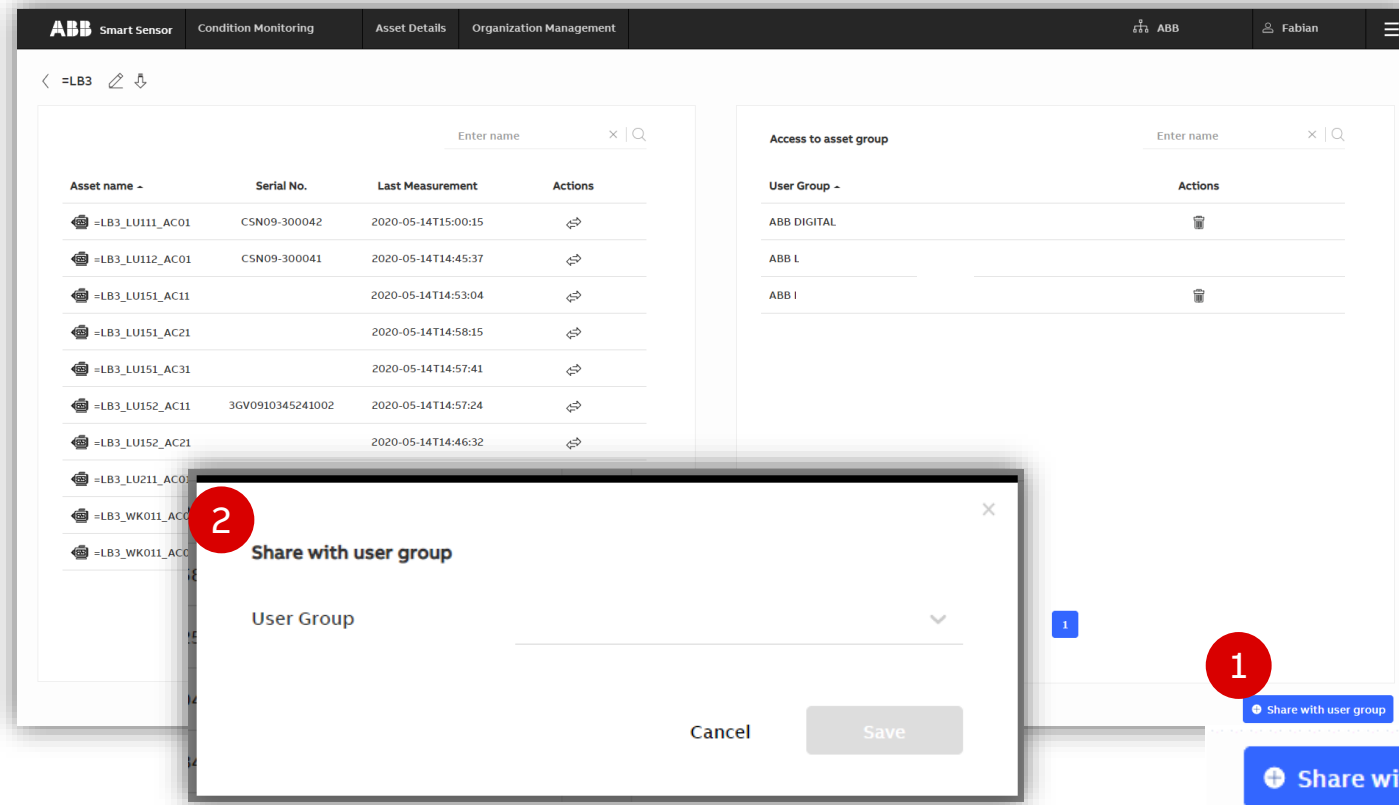 ABB Smart Sensor Condition Monitoring Asset Details Organization Management ABB Fabian
=LB3
Enter name
Asset name Serial No. Last Measurement Actions
=LB3_LU111_AC01 CSN09-300042 2020-05-14T15:00:15
=LB3_LU112_AC01 CSN09-300041 2020-05-14T14:45:37
=LB3_LU151_AC11 2020-05-14T14:53:04
=LB3_LU151_AC21 2020-05-14T14:58:15
=LB3_LU151_AC31 2020-05-14T14:57:41
=LB3_LU152_AC11 3GV0910345241002 2020-05-14T14:57:24
=LB3_LU152_AC21 2020-05-14T14:46:32
=LB3_LU211_AC01
=LB3_WK011_AC0
=LB3_WK011_AC0
Access to asset group Enter name
User Group Actions
ABB DIGITAL
ABB L
ABB I
1
2
Share with user group
User Group
Cancel Save
1
Share with user group
Share wi